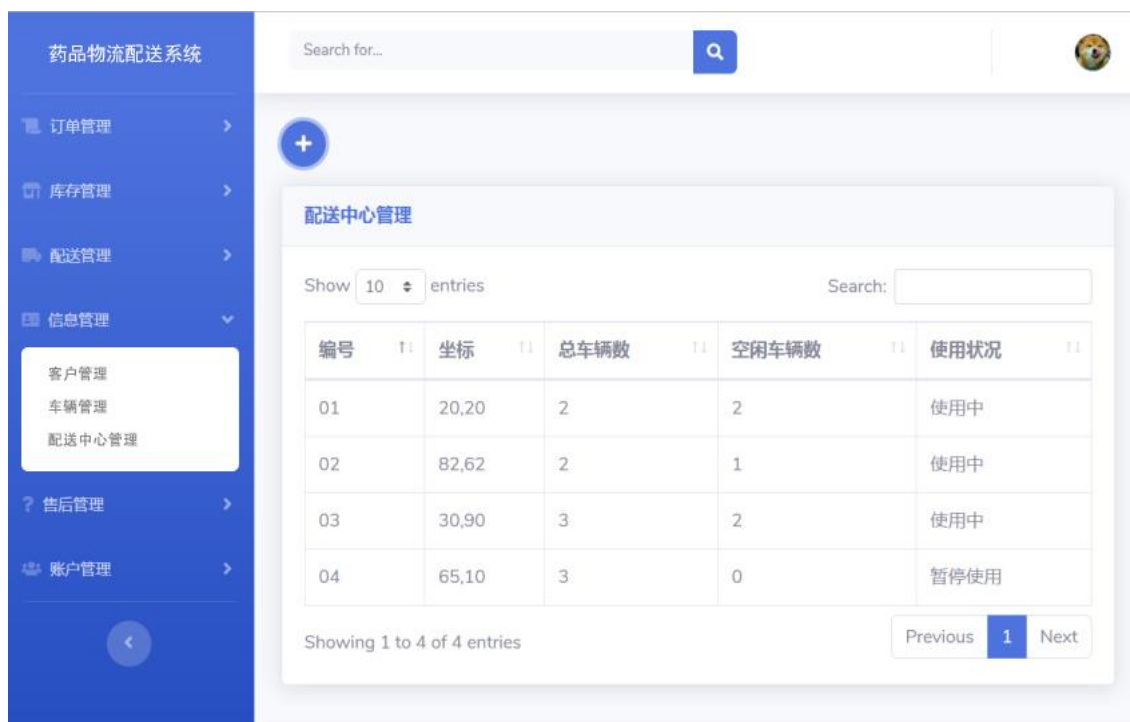 药品物流配送系统
Search for...
订单管理
库存管理
配送管理
信息管理
客户管理
车辆管理
配送中心管理
售后管理
账户管理
配送中心管理
Show 10 entries
Search:
编号 坐标 总车辆数 空闲车辆数 使用状况
01 20,20 2 2 使用中
02 82,62 2 1 使用中
03 30,90 3 2 使用中
04 65,10 3 0 暂停使用
Showing 1 to 4 of 4 entries
Previous 1 Next